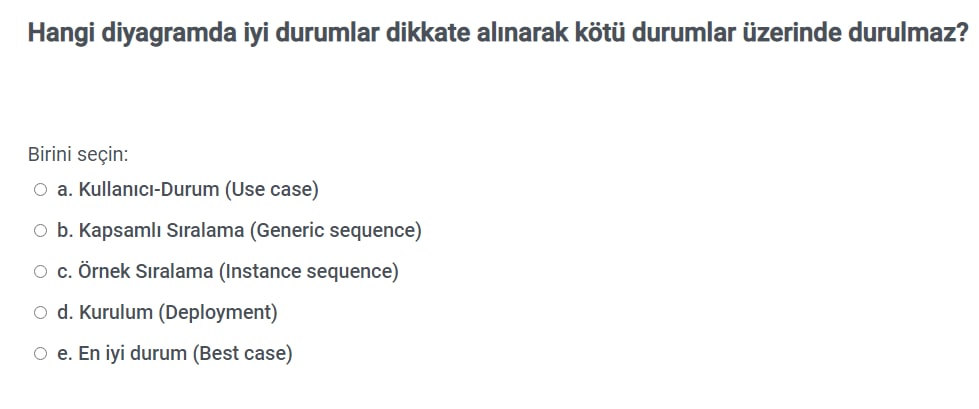 Hangi diyagramda iyi durumlar dikkate alınarak kötü durumlar üzerinde durulmaz?
Birini seçin:
a. Kullanıcı-Durum (Use case)
b. Kapsamlı Sıralama (Generic sequence)
c. Örnek Sıralama (Instance sequence)
d. Kurulum (Deployment)
e. En iyi durum (Best case)